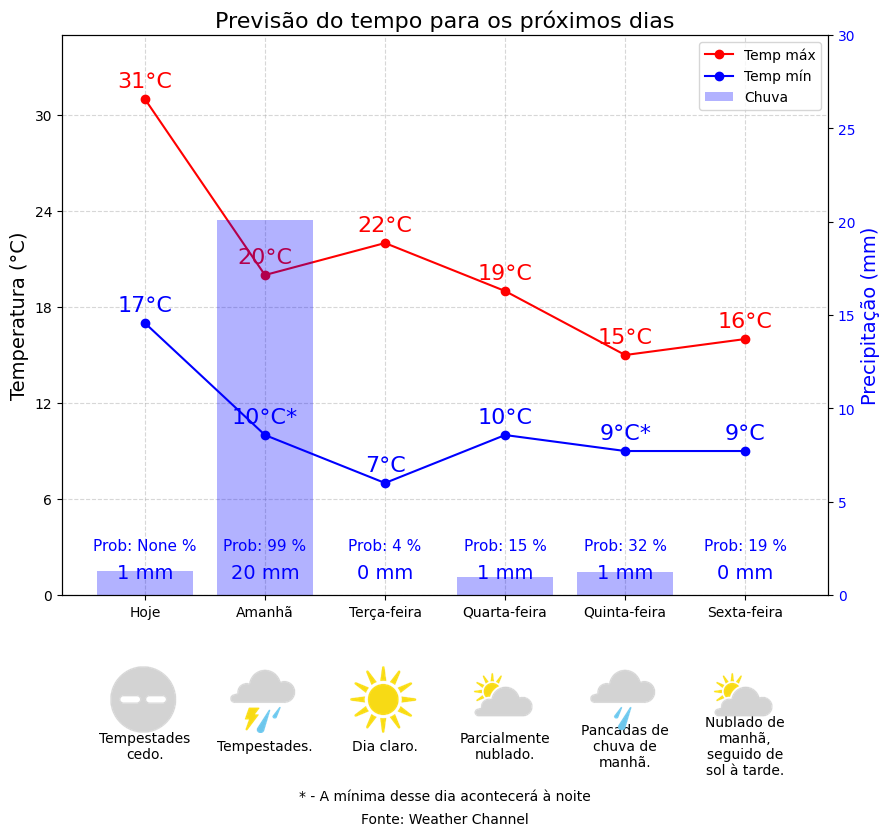 Previsão do tempo para os próximos dias
Temperatura (°C)
Precipitação (mm)
30
24
18
12
6
0
30
25
20
15
10
5
0
Temp máx
Temp mín
Chuva
31°C
20°C
22°C
19°C
15°C
16°C
17°C
10°C*
7°C
10°C
9°C*
9°C
Prob: None %
Prob: 99 %
Prob: 4 %
Prob: 15 %
Prob: 32 %
Prob: 19 %
1 mm
20 mm
0 mm
1 mm
1 mm
0 mm
Hoje
Amanhã
Terça-feira
Quarta-feira
Quinta-feira
Sexta-feira
Tempestades
cedo.
Tempestades.
Dia claro.
Parcialmente
nublado.
Pancadas de
chuva de
manhã.
Nublado de
manhã,
seguido de
sol à tarde.
* - A mínima desse dia acontecerá à noite
Fonte: Weather Channel